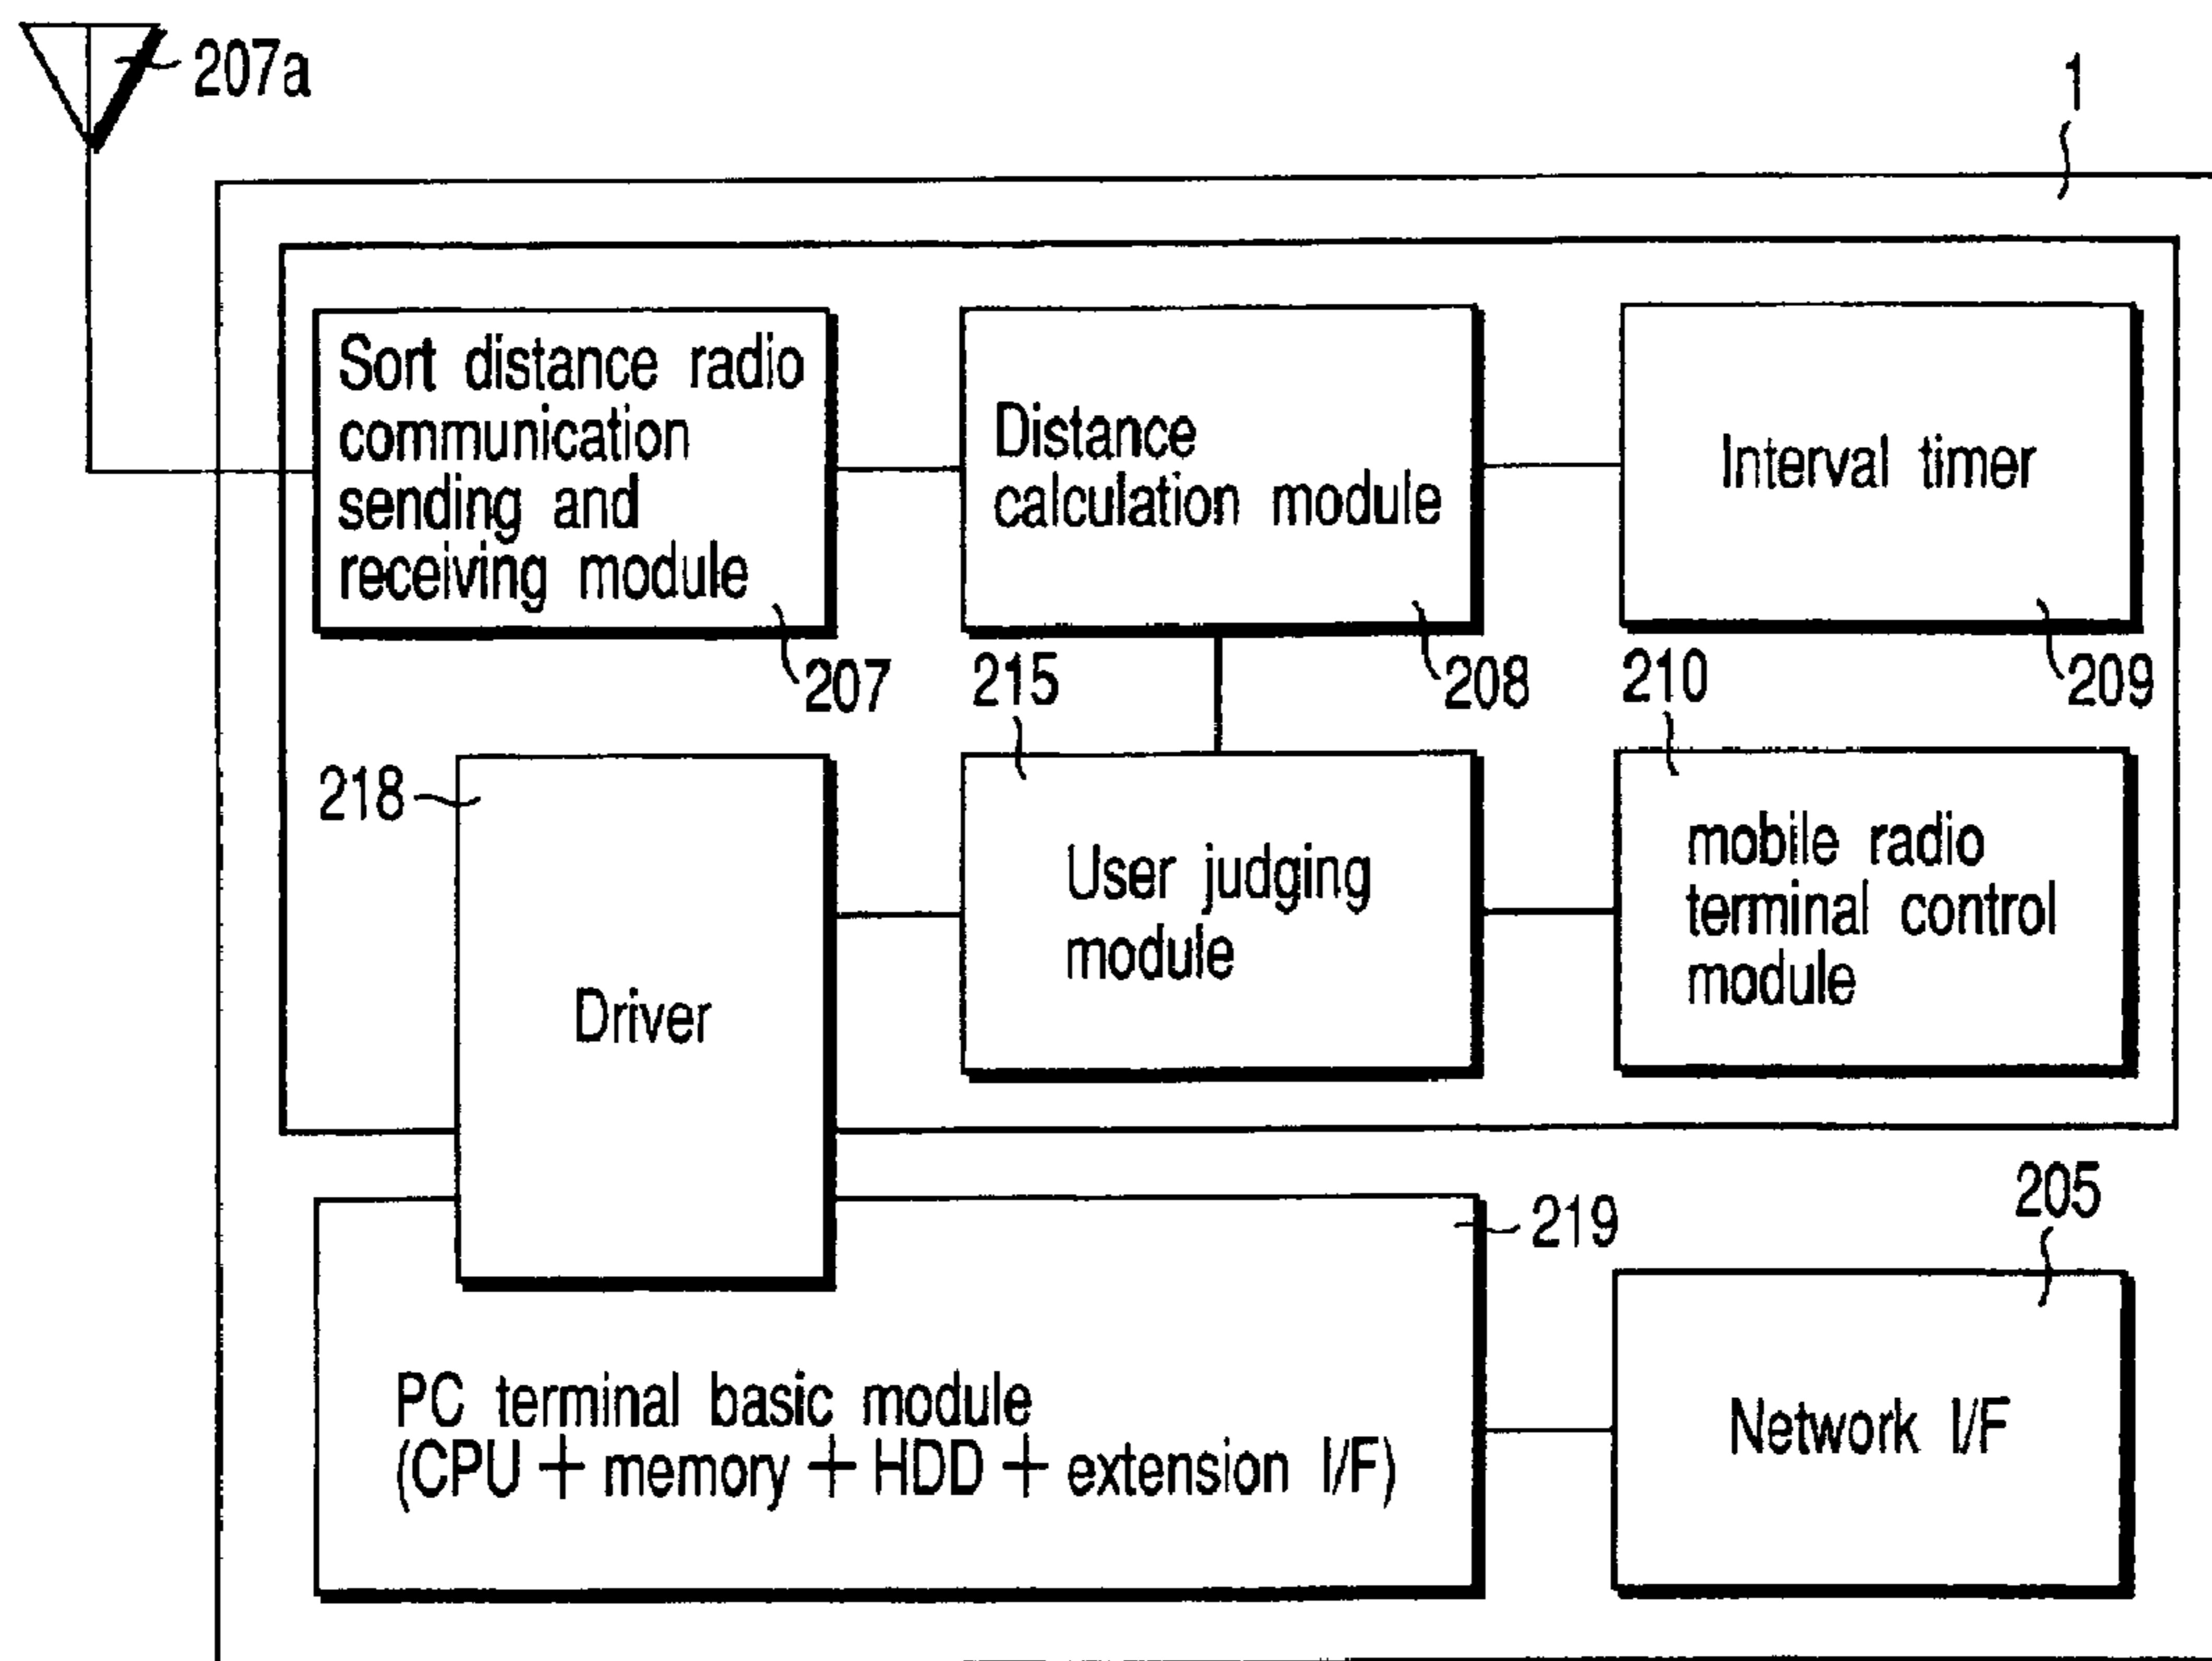 207a
1
Sort distance radio
communication
sending and
receiving module
Distance
calculation module
Interval timer
207
215
208
210
209
218
User judging
module
mobile radio
terminal control
module
Driver
205
219
PC terminal basic module
(CPU + memory + HDD + extension I/F)
Network I/F